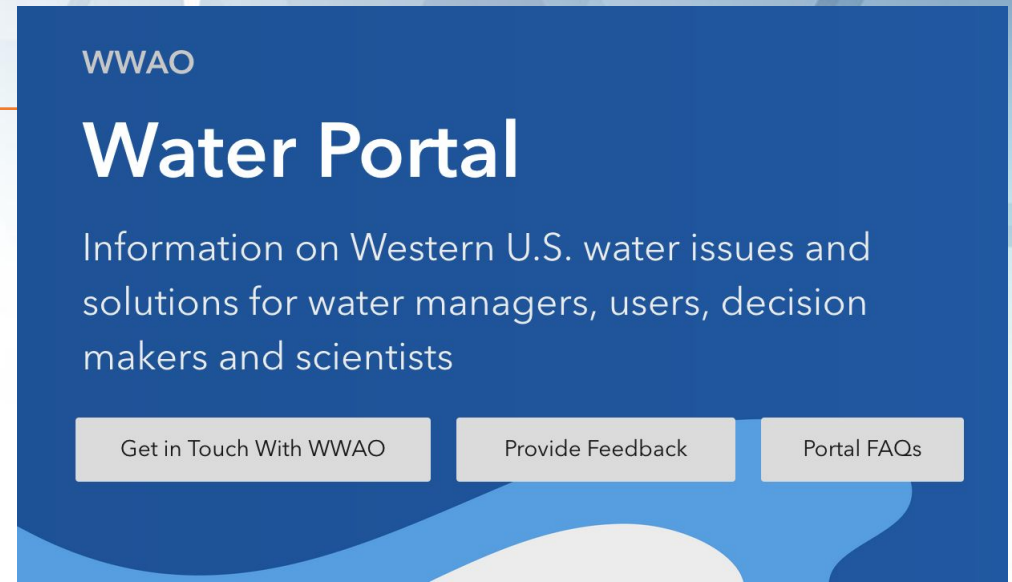 WWAO
Water Portal
Information on Western U.S. water issues and
solutions for water managers, users, decision
makers and scientists
Get in Touch With WWAO
Provide Feedback
Portal FAQs